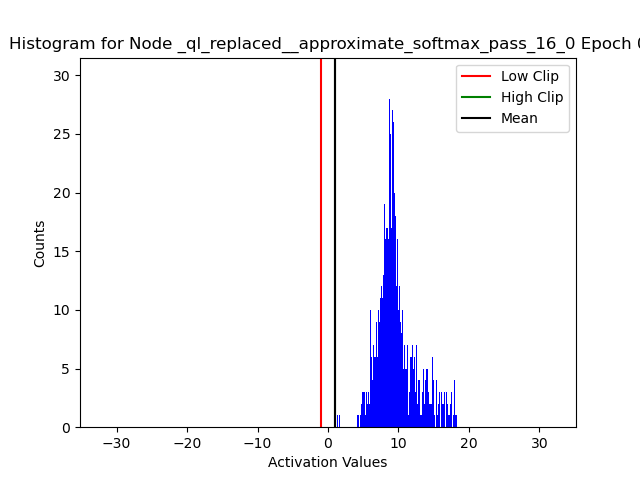 Histogram for Node _ql_replaced__approximate_softmax_pass_16_0 Epoch 0
30
25
20
15
10
5
0
Counts
Low Clip
High Clip
Mean
−30 −20 −10 0 10 20 30
Activation Values